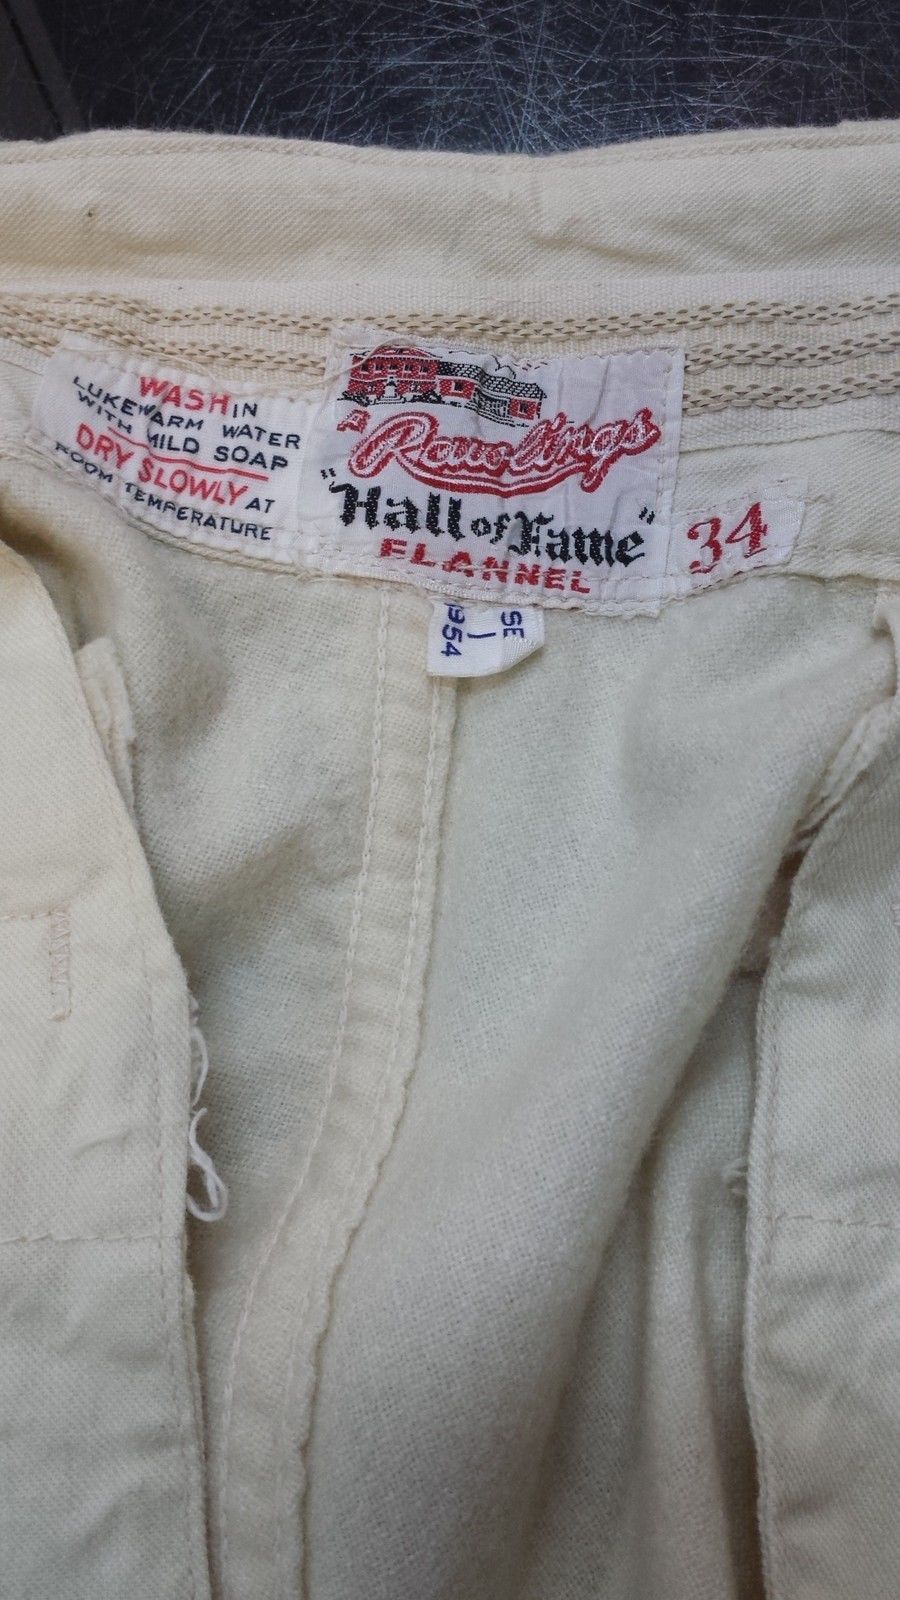 WASH IN
LUKEWARM WATER
WITH MILD SOAP
DRY SLOWLY AT
ROOM TEMPERATURE
A
Rawlings
"Hall of Fame"
FLANNEL
34
SE
1
1954